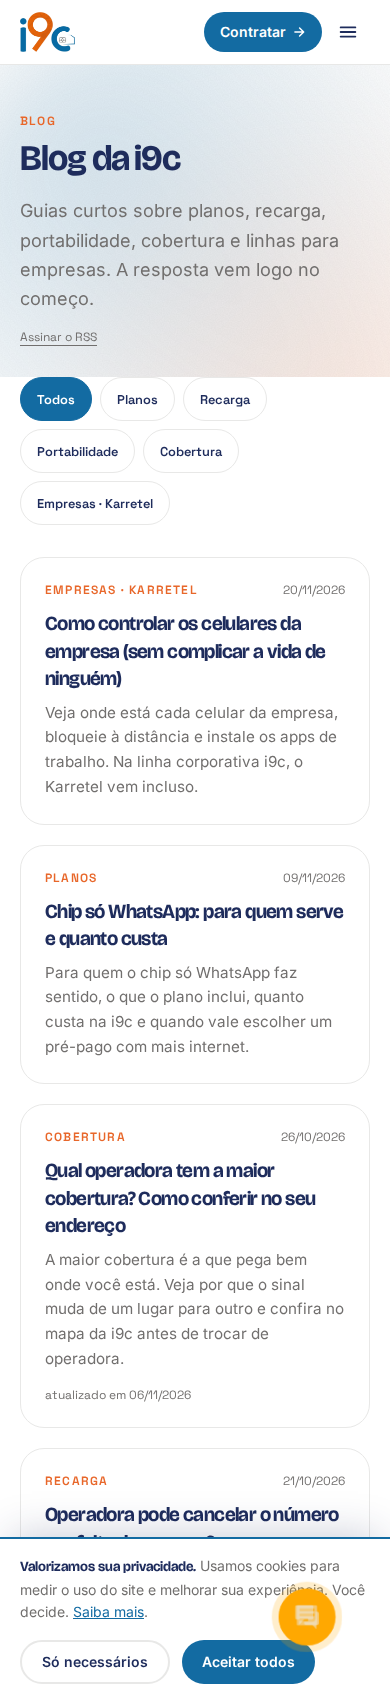 i9c
Contratar →
BLOG
Blog da i9c
Guias curtos sobre planos, recarga,
portabilidade, cobertura e linhas para
empresas. A resposta vem logo no
começo.
Assinar o RSS
Todos
Planos
Recarga
Portabilidade
Cobertura
Empresas · Karretel
EMPRESAS · KARRETEL
20/11/2026
Como controlar os celulares da
empresa (sem complicar a vida de
ninguém)
Veja onde está cada celular da empresa,
bloqueie à distância e instale os apps de
trabalho. Na linha corporativa i9c, o
Karretel vem incluso.
PLANOS
09/11/2026
Chip só WhatsApp: para quem serve
e quanto custa
Para quem o chip só WhatsApp faz
sentido, o que o plano inclui, quanto
custa na i9c e quando vale escolher um
pré-pago com mais internet.
COBERTURA
26/10/2026
Qual operadora tem a maior
cobertura? Como conferir no seu
endereço
A maior cobertura é a que pega bem
onde você está. Veja por que o sinal
muda de um lugar para outro e confira no
mapa da i9c antes de trocar de
operadora.
atualizado em 06/11/2026
RECARGA
21/10/2026
Operadora pode cancelar o número
Valorizamos sua privacidade. Usamos cookies para
medir o uso do site e melhorar sua experiência. Você
decide. Saiba mais.
Só necessários
Aceitar todos